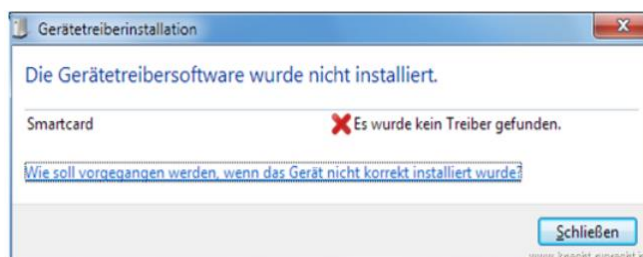 Gerätetreiberinstallation
Die Gerätetreibersoftware wurde nicht installiert.
Smartcard
Es wurde kein Treiber gefunden.
Wie soll vorgegangen werden, wenn das Gerät nicht korrekt installiert wurde?
Schließen